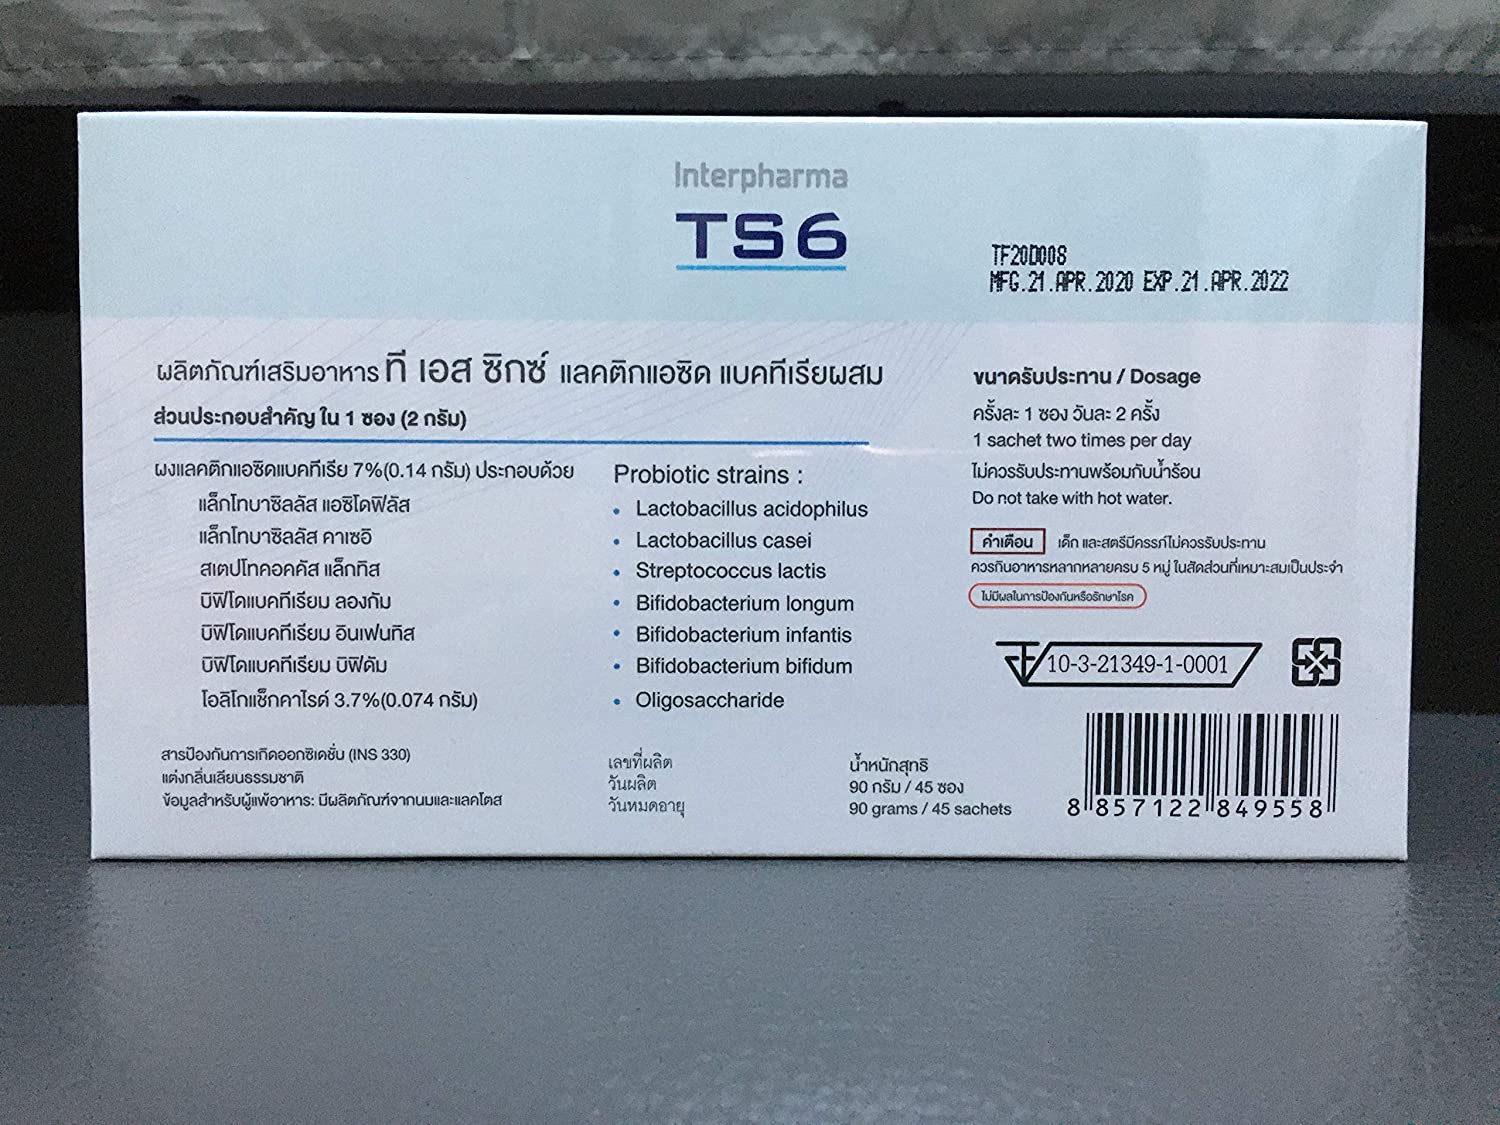 Interpharma
TS6
TF20D008
MFG.21.APR.2020 EXP.21.APR.2022
ผลิตภัณฑ์เสริมอาหาร ที เอส ซิกซ์ แลคติกแอซิด แบคทีเรียผสม
ส่วนประกอบสำคัญ ใน 1 ซอง (2 กรัม)
ผงแลคติกแอซิดแบคทีเรีย 7%(0.14 กรัม) ประกอบด้วย
แล็กโทบาซิลลัส แอซิโดฟิลัส
แล็กโทบาซิลลัส คาเซอิ
สเตปโทคอคคัส แล็กทิส
บิฟิโดแบคทีเรียม ลองกัม
บิฟิโดแบคทีเรียม อินเฟนทิส
บิฟิโดแบคทีเรียม บิฟิดัม
โอลิโกแซ็กคาไรด์ 3.7%(0.074 กรัม)
Probiotic strains :
• Lactobacillus acidophilus
• Lactobacillus casei
• Streptococcus lactis
• Bifidobacterium longum
• Bifidobacterium infantis
• Bifidobacterium bifidum
• Oligosaccharide
ขนาดรับประทาน / Dosage
ครั้งละ 1 ซอง วันละ 2 ครั้ง
1 sachet two times per day
ไม่ควรรับประทานพร้อมกับน้ำร้อน
Do not take with hot water.
คำเตือน เด็ก และสตรีมีครรภ์ไม่ควรรับประทาน
ควรกินอาหารหลากหลายครบ 5 หมู่ ในสัดส่วนที่เหมาะสมเป็นประจำ
ไม่มีผลในการป้องกันหรือรักษาโรค
10-3-21349-1-0001
สารป้องกันการเกิดออกซิเดชั่น (INS 330)
แต่งกลิ่นเลียนธรรมชาติ
ข้อมูลสำหรับผู้แพ้อาหาร: มีผลิตภัณฑ์จากนมและแลคโตส
เลขที่ผลิต
วันผลิต
วันหมดอายุ
น้ำหนักสุทธิ
90 กรัม / 45 ซอง
90 grams / 45 sachets
8 857122 849558